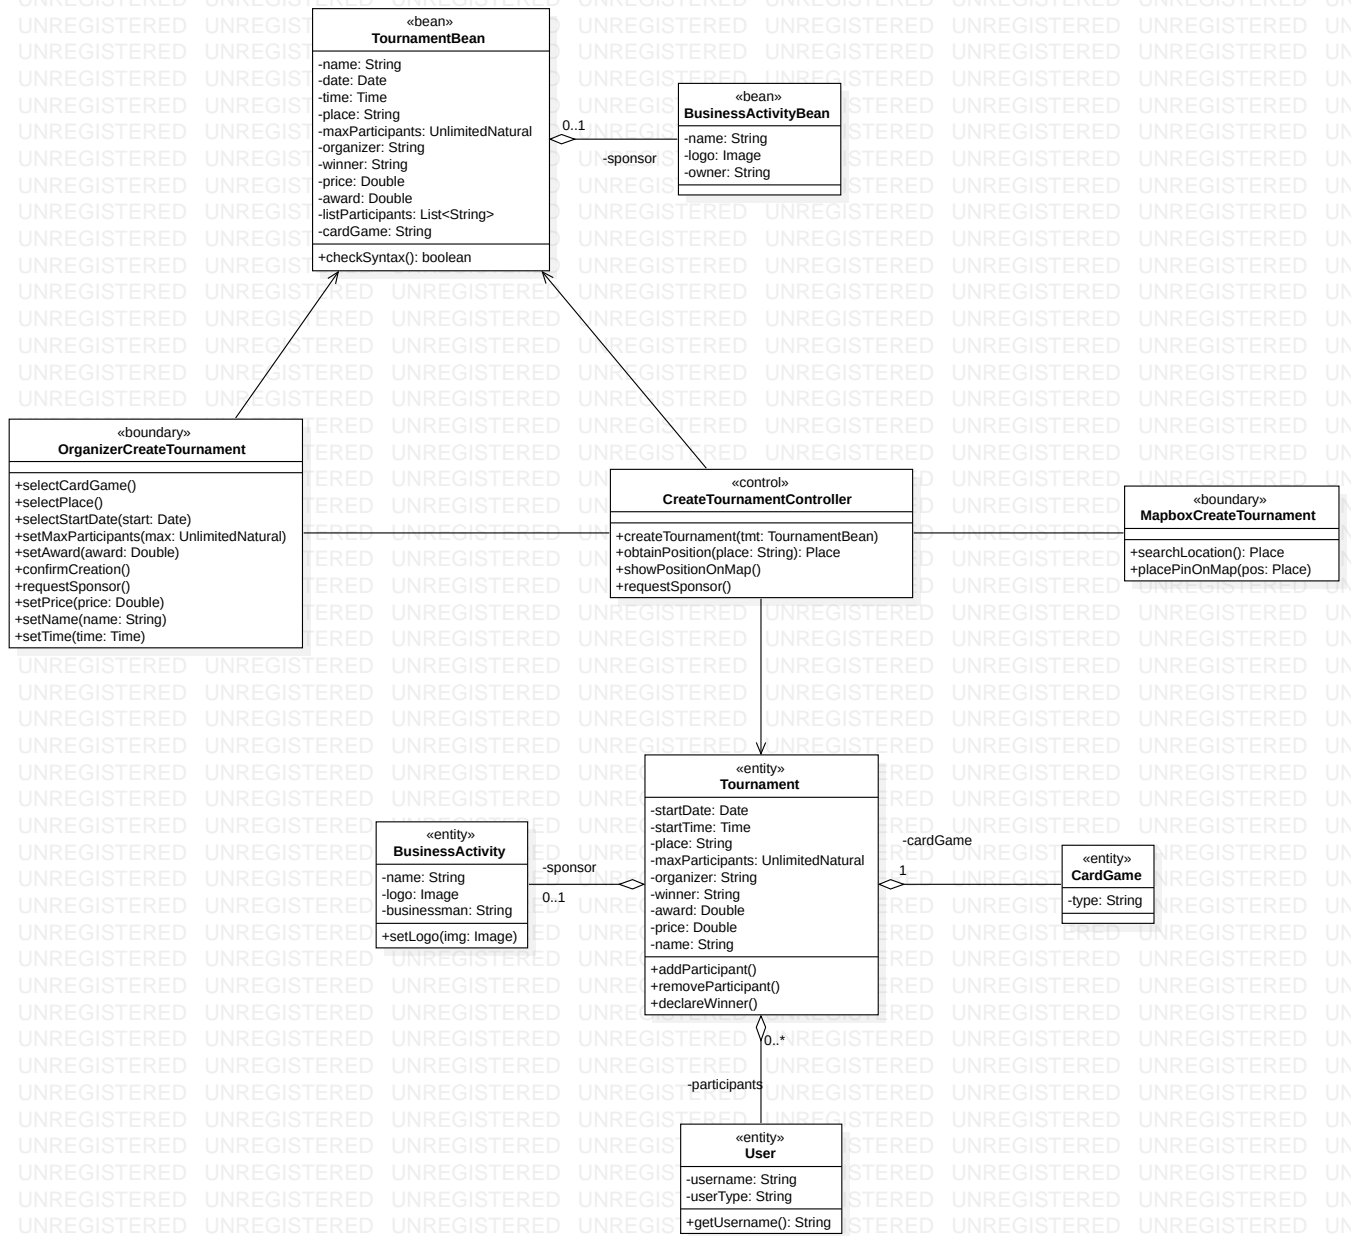 «bean»
TournamentBean
-name: String
-date: Date
-time: Time
-place: String
-maxParticipants: UnlimitedNatural
-organizer: String
-winner: String
-price: Double
-award: Double
-listParticipants: List<String>
-cardGame: String
+checkSyntax(): boolean
0..1
-sponsor
«bean»
BusinessActivityBean
-name: String
-logo: Image
-owner: String
«boundary»
OrganizerCreateTournament
+selectCardGame()
+selectPlace()
+selectStartDate(start: Date)
+setMaxParticipants(max: UnlimitedNatural)
+setAward(award: Double)
+confirmCreation()
+requestSponsor()
+setPrice(price: Double)
+setName(name: String)
+setTime(time: Time)
«control»
CreateTournamentController
+createTournament(tmt: TournamentBean)
+obtainPosition(place: String): Place
+showPositionOnMap()
+requestSponsor()
«boundary»
MapboxCreateTournament
+searchLocation(): Place
+placePinOnMap(pos: Place)
«entity»
Tournament
-startDate: Date
-startTime: Time
-place: String
-maxParticipants: UnlimitedNatural
-organizer: String
-winner: String
-award: Double
-price: Double
-name: String
+addParticipant()
+removeParticipant()
+declareWinner()
«entity»
BusinessActivity
-name: String
-logo: Image
-businessman: String
+setLogo(img: Image)
-sponsor
0..1
-cardGame
1
«entity»
CardGame
-type: String
0..*
-participants
«entity»
User
-username: String
-userType: String
+getUsername(): String
UNREGISTERED